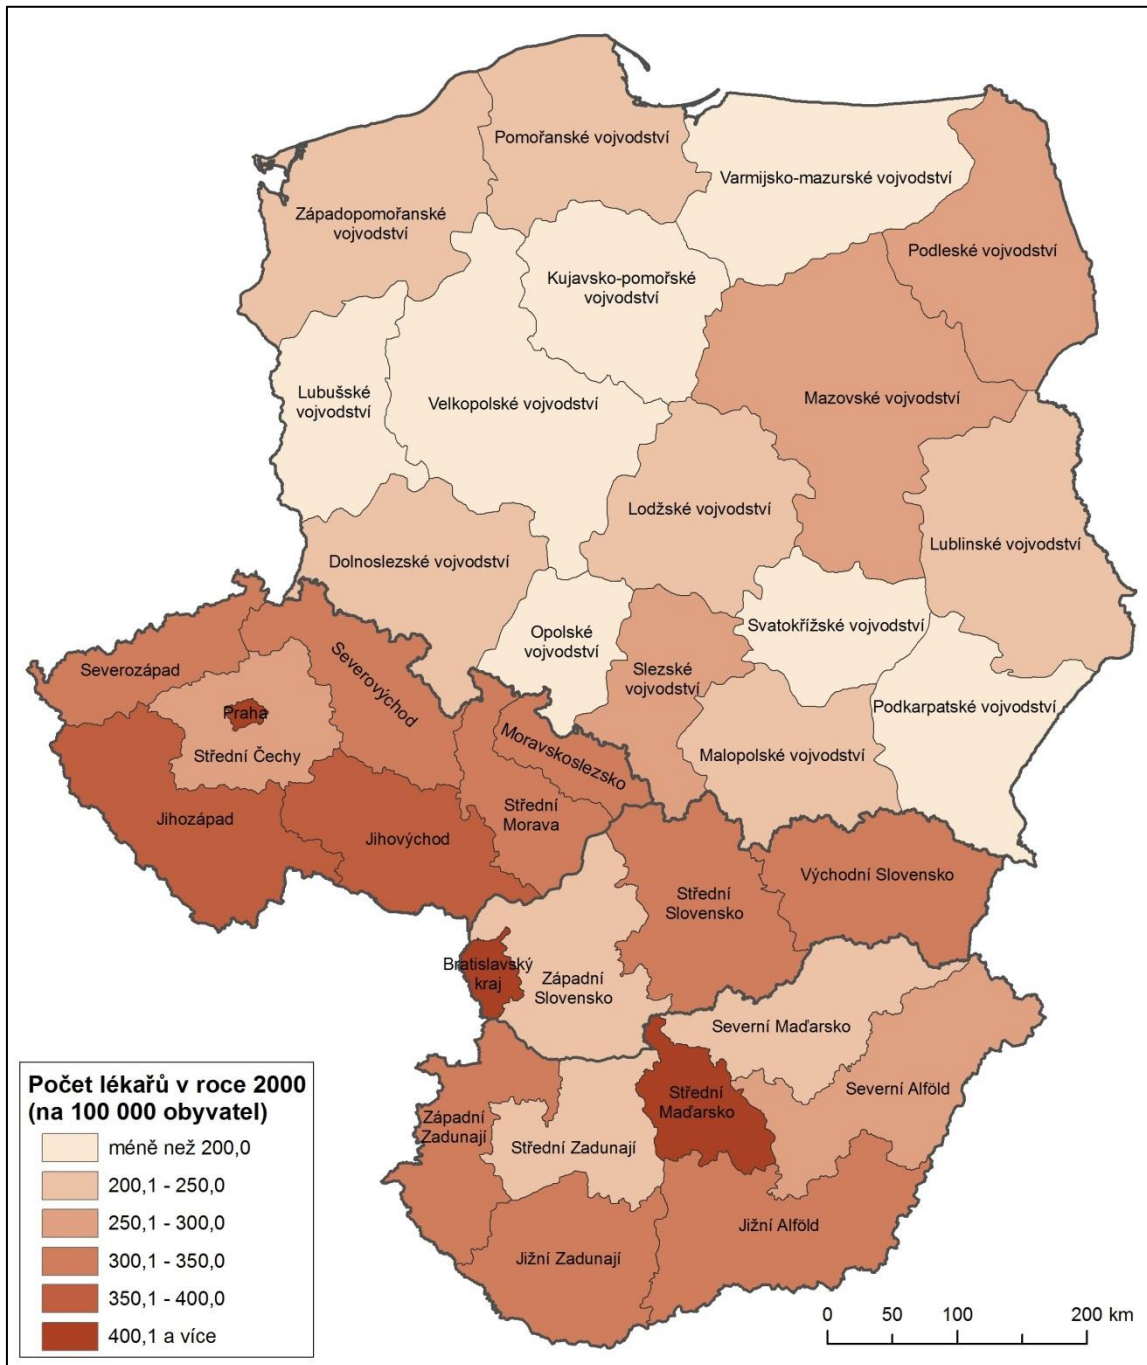 Pomořanské vojvodství
Varmijsko-mazurské vojvodství
Západopomořanské
vojvodství
Podleské vojvodství
Kujavsko-pomořské
vojvodství
Lubušské
vojvodství
Velkopolské vojvodství
Mazovské vojvodství
Lodžské vojvodství
Lublinské vojvodství
Dolnoslezské vojvodství
Opolské
vojvodství
Svatokřížské vojvodství
Slezské
vojvodství
Severozápad
Severovýchod
Podkarpatské vojvodství
Praha
Střední Čechy
Moravskoslezsko
Malopolské vojvodství
Jihozápad
Jihovýchod
Střední
Morava
Východní Slovensko
Střední
Slovensko
Bratislavský
kraj
Západní
Slovensko
Severní Maďarsko
Severní Alföld
Střední
Maďarsko
Západní
Zadunají
Střední Zadunají
Jižní Alföld
Jižní Zadunají
Počet lékařů v roce 2000
(na 100 000 obyvatel)
méně než 200,0
200,1 - 250,0
250,1 - 300,0
300,1 - 350,0
350,1 - 400,0
400,1 a více
0 50 100 200 km